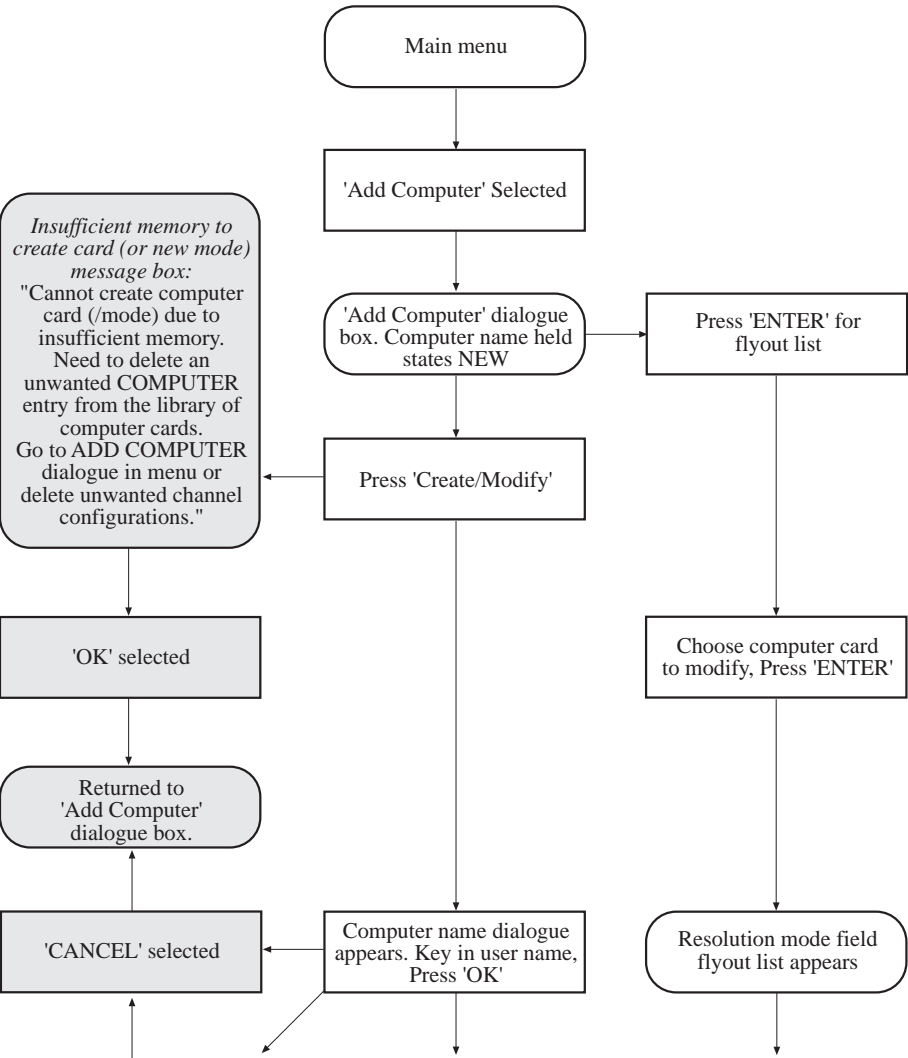 Main menu
'Add Computer' Selected
Insufficient memory to
create card (or new mode)
message box:
"Cannot create computer
card (/mode) due to
insufficient memory.
Need to delete an
unwanted COMPUTER
entry from the library of
computer cards.
Go to ADD COMPUTER
dialogue in menu or
delete unwanted channel
configurations."
'Add Computer' dialogue
box. Computer name held
states NEW
Press 'ENTER' for
flyout list
Press 'Create/Modify'
'OK' selected
Choose computer card
to modify, Press 'ENTER'
Returned to
'Add Computer'
dialogue box.
'CANCEL' selected
Computer name dialogue
appears. Key in user name,
Press 'OK'
Resolution mode field
flyout list appears